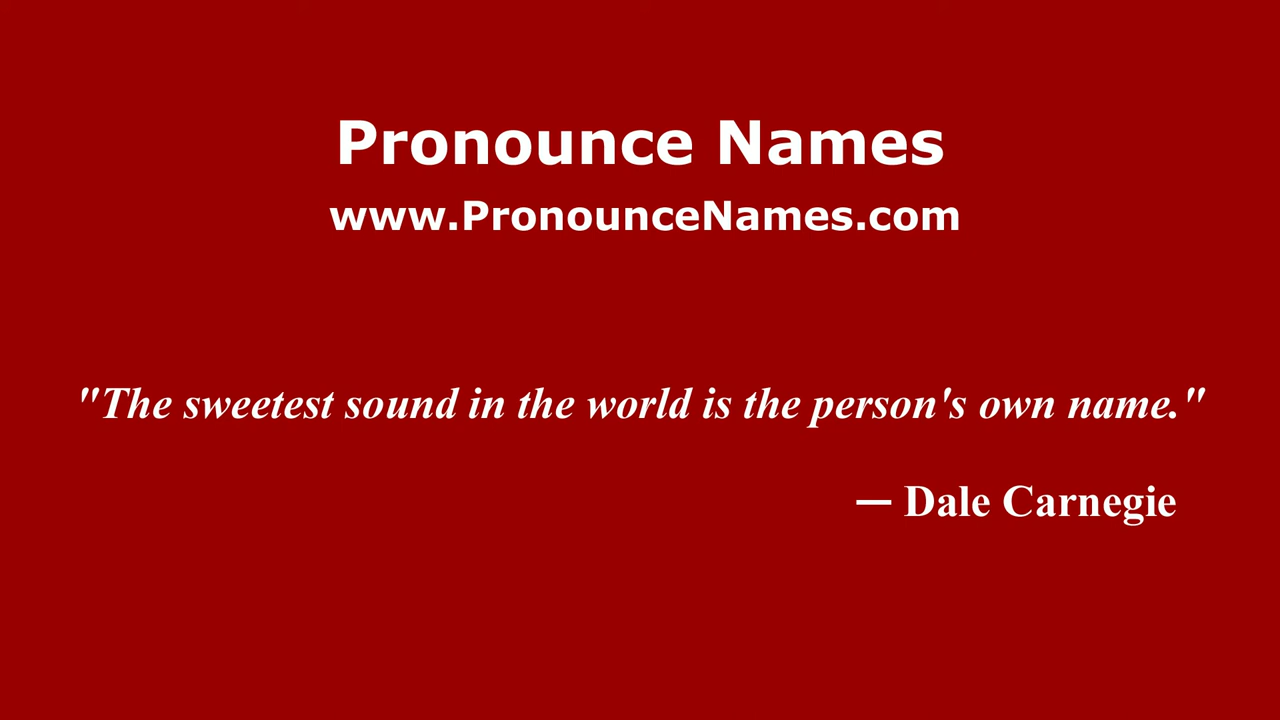 Pronounce Names
www.PronounceNames.com
"The sweetest sound in the world is the person's own name."
— Dale Carnegie